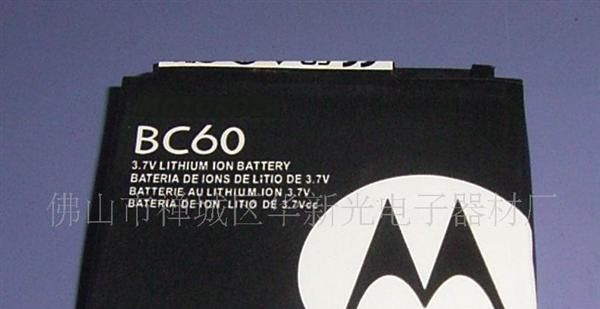 BC60
3.7V LITHIUM ION BATTERY
BATERIA DE IONS DE LITIO DE 3.7V
BATTERIE AU LITHIUM.ION 3.7V
BATERIA DE ION, LITIO DE 3.7Vcc
佛山市禅城区华新光电子器材厂